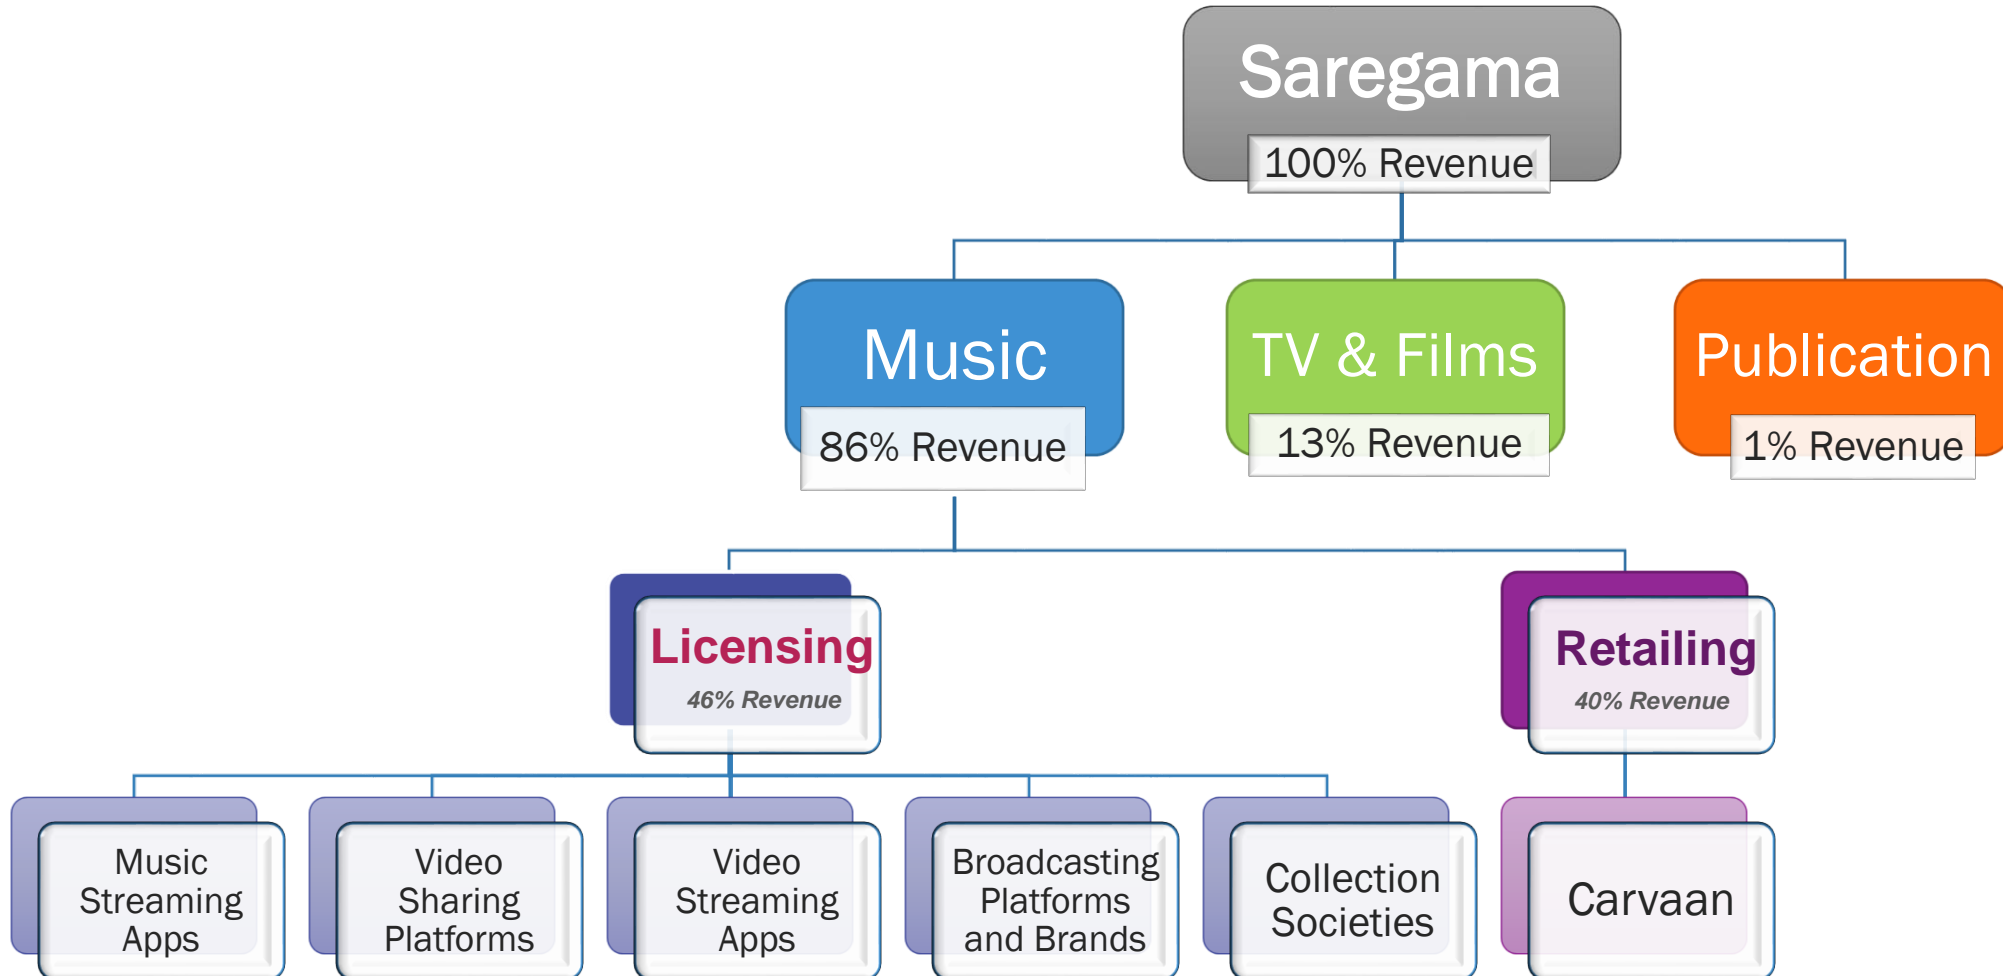 Saregama
100% Revenue
Music
86% Revenue
TV & Films
13% Revenue
Publication
1% Revenue
Licensing
46% Revenue
Retailing
40% Revenue
Music
Streaming
Apps
Video
Sharing
Platforms
Video
Streaming
Apps
Broadcasting
Platforms
and Brands
Collection
Societies
Carvaan